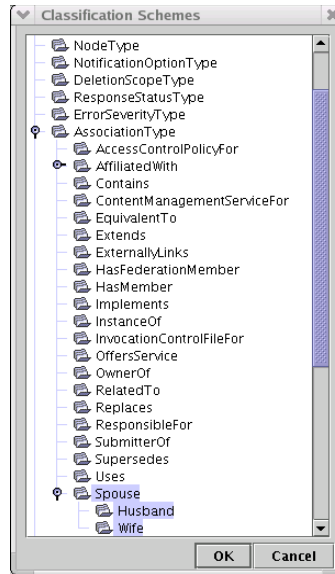 Classification Schemes
NodeType
NotificationOptionType
DeletionScopeType
ResponseStatusType
ErrorSeverityType
AssociationType
AccessControlPolicyFor
AffiliatedWith
Contains
ContentManagementServiceFor
EquivalentTo
Extends
ExternallyLinks
HasFederationMember
HasMember
Implements
InstanceOf
InvocationControlFileFor
OffersService
OwnerOf
RelatedTo
Replaces
ResponsibleFor
SubmitterOf
Supersedes
Uses
Spouse
Husband
Wife
OK Cancel